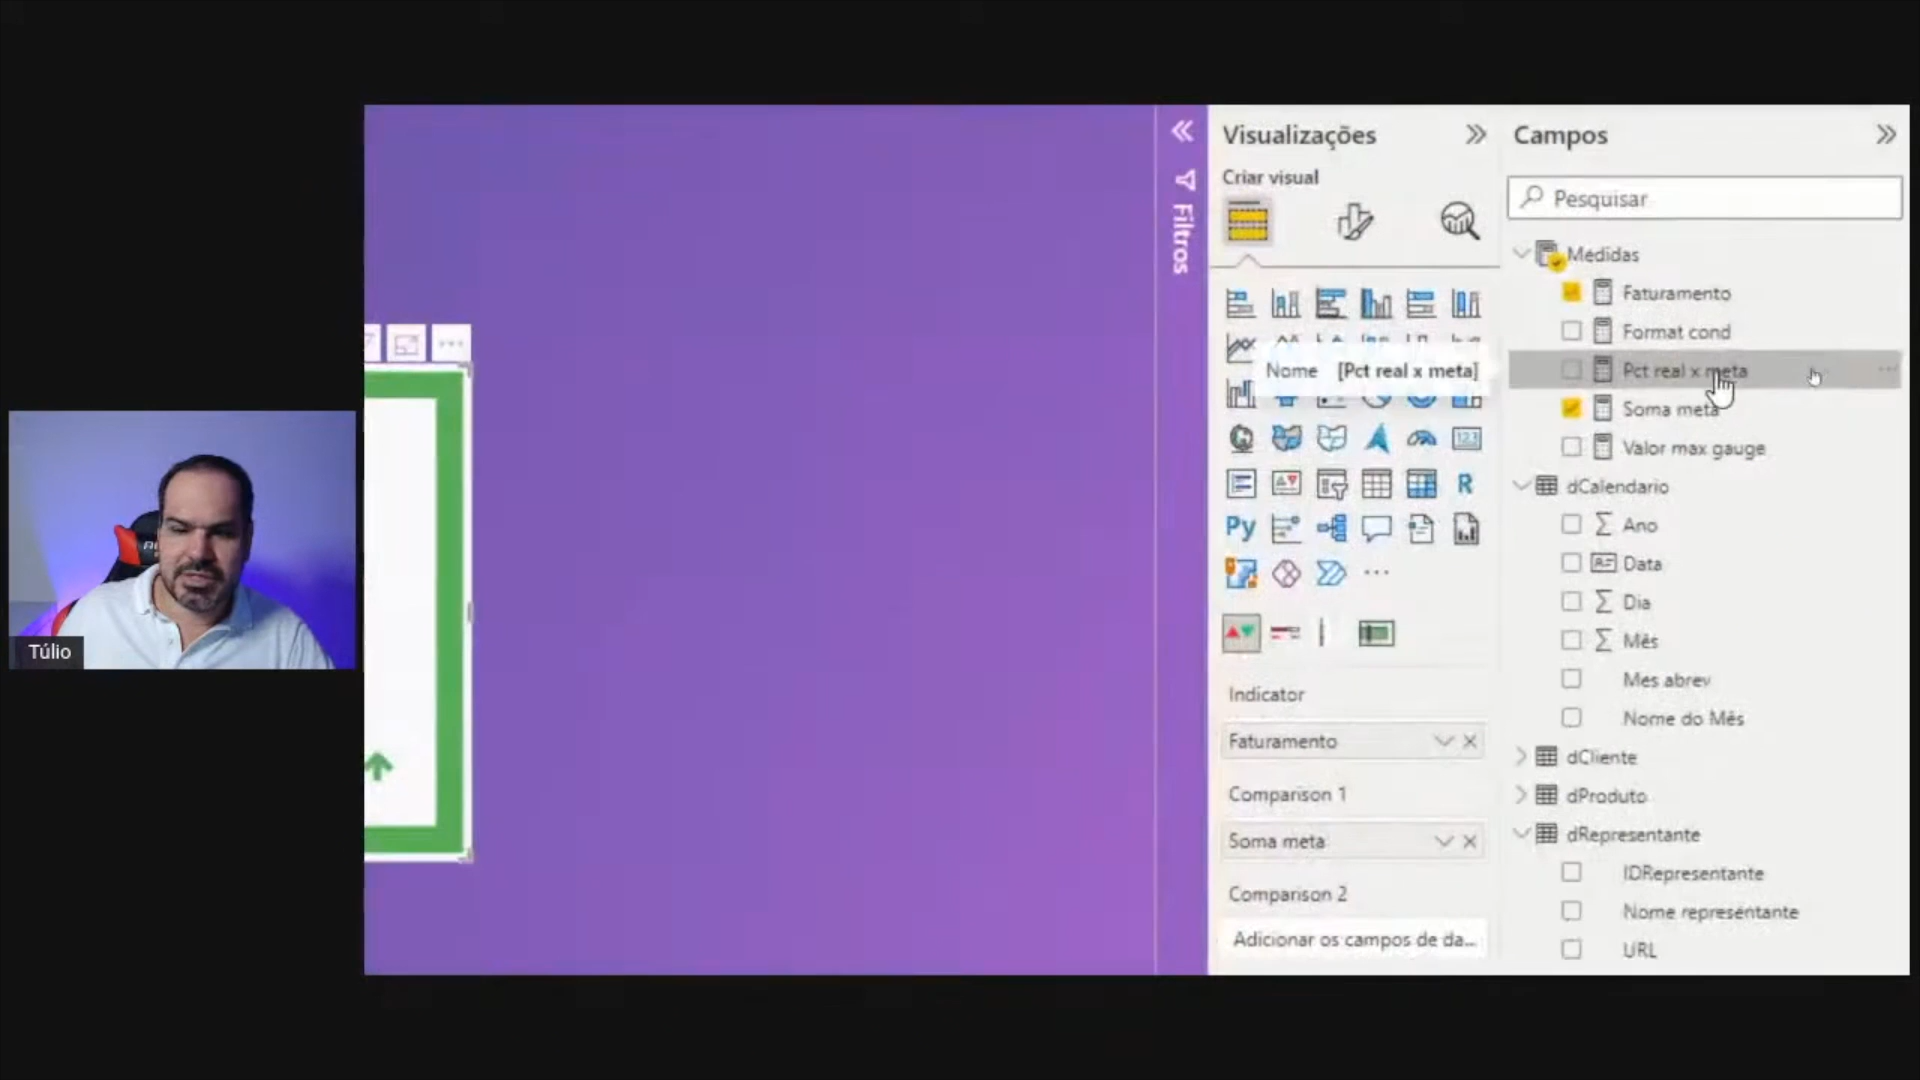 Túlio
Filtros
Visualizações
Criar visual
Nome [Pct real x meta]
123
R
Py
Indicator
Faturamento
Comparison 1
Soma meta
Comparison 2
Adicionar os campos de da...
Campos
Pesquisar
Medidas
Faturamento
Format cond
Pct real x meta
Soma meta
Valor max gauge
dCalendario
Ano
Data
Dia
Mês
Mes abrev
Nome do Mês
dCliente
dProduto
dRepresentante
IDRepresentante
Nome representante
URL